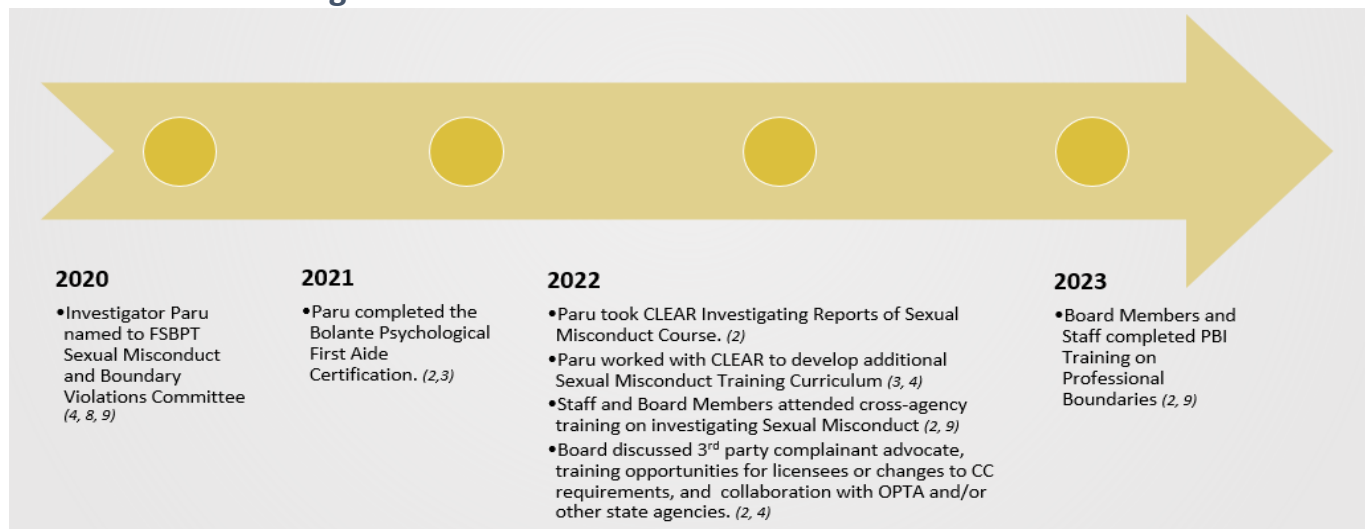 2020
•Investigator Paru
named to FSBPT
Sexual Misconduct
and Boundary
Violations Committee
(4, 8, 9)
2021
•Paru completed the
Bolante Psychological
First Aide
Certification. (2,3)
2022
•Paru took CLEAR Investigating Reports of Sexual
Misconduct Course. (2)
•Paru worked with CLEAR to develop additional
Sexual Misconduct Training Curriculum (3, 4)
•Staff and Board Members attended cross-agency
training on investigating Sexual Misconduct (2, 9)
•Board discussed 3rd party complainant advocate,
training opportunities for licensees or changes to CC
requirements, and collaboration with OPTA and/or
other state agencies. (2, 4)
2023
•Board Members and
Staff completed PBI
Training on
Professional
Boundaries (2, 9)